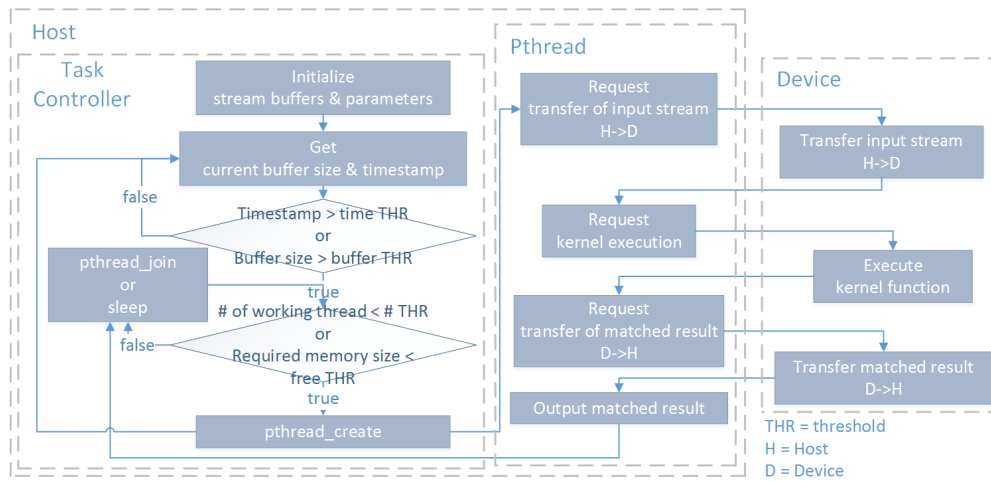 Host
Task
Controller
Initialize
stream buffers & parameters
Get
current buffer size & timestamp
false
Timestamp > time THR
or
Buffer size > buffer THR
true
pthread_join
or
sleep
# of working thread < # THR
or
Required memory size <
free THR
false
true
pthread_create
Pthread
Request
transfer of input stream
H->D
Request
kernel execution
Request
transfer of matched result
D->H
Output matched result
Device
Transfer input stream
H->D
Execute
kernel function
Transfer matched result
D->H
THR = threshold
H = Host
D = Device